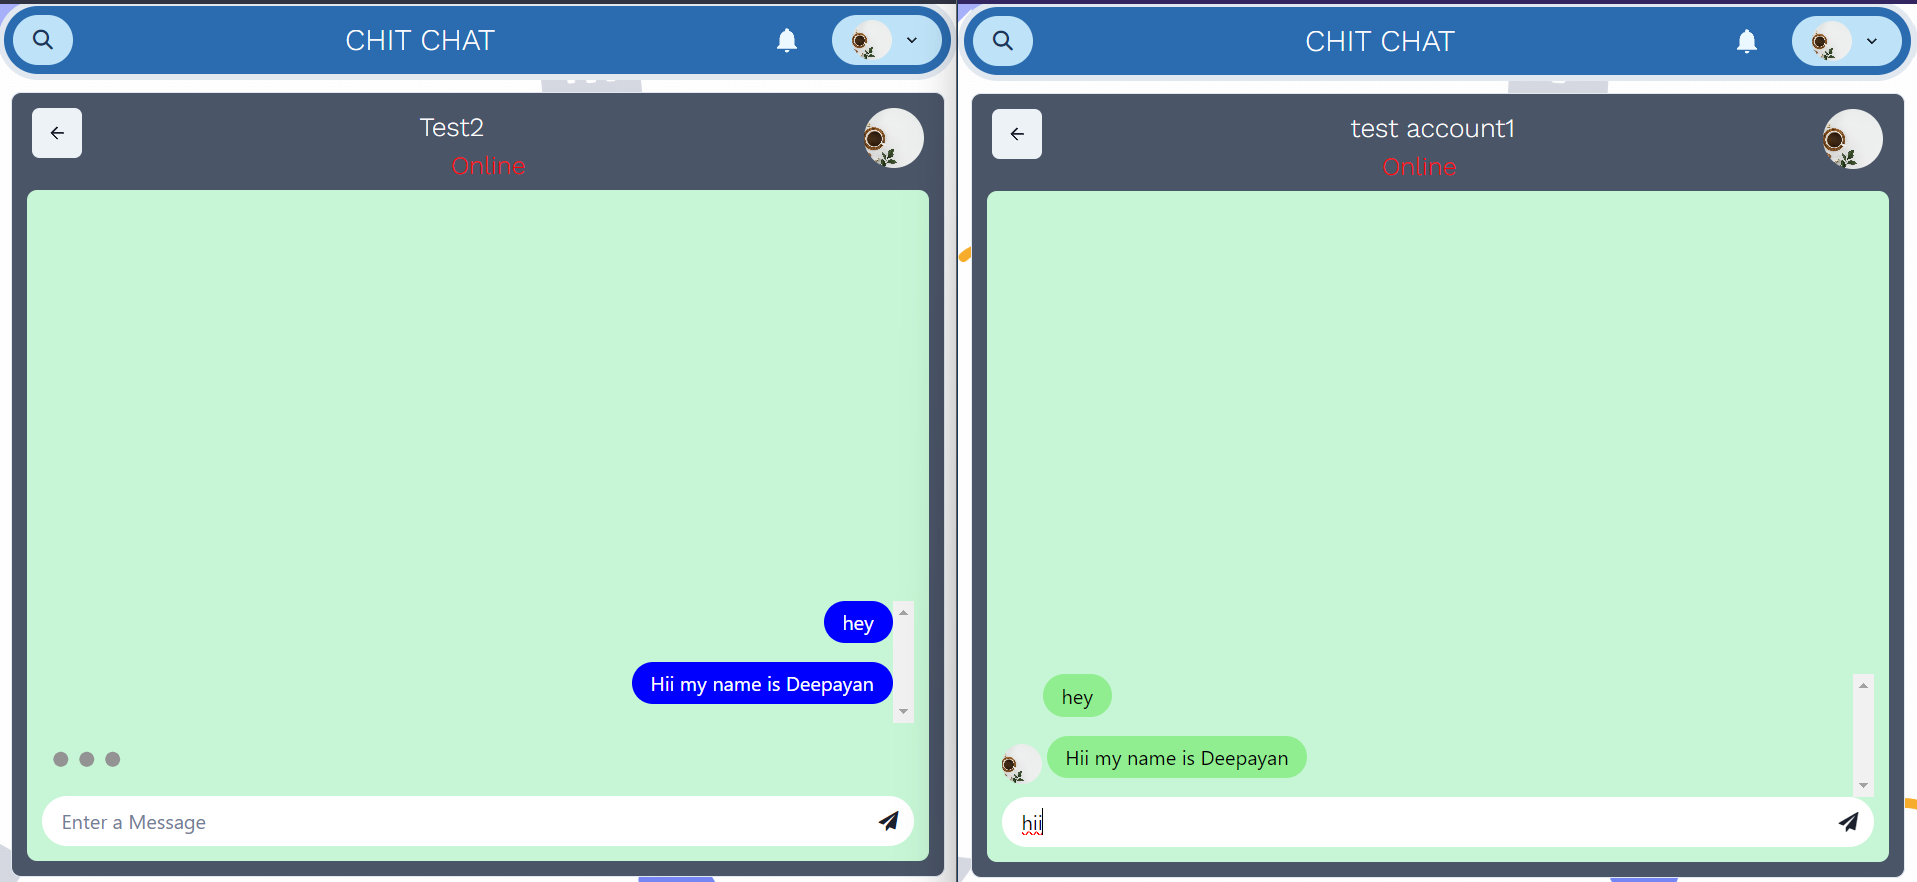 CHIT CHAT
Test2
Online
hey
Hii my name is Deepayan
Enter a Message
CHIT CHAT
test account1
Online
hey
Hii my name is Deepayan
hii